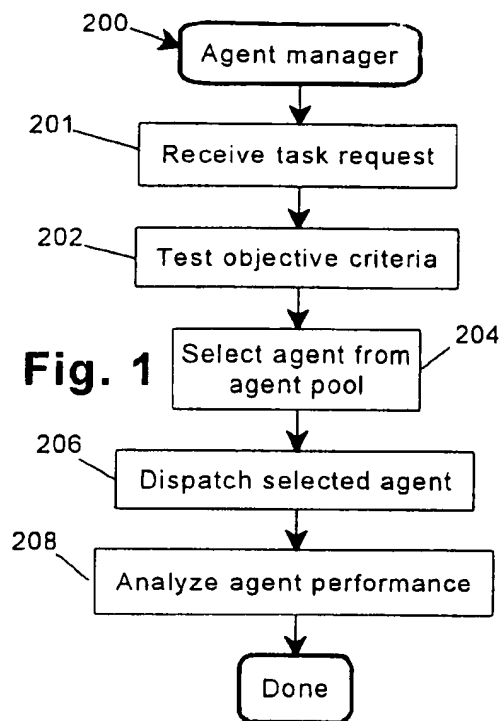 200
Agent manager
201
Receive task request
202
Test objective criteria
Fig. 1
Select agent from
agent pool
204
206
Dispatch selected agent
208
Analyze agent performance
Done